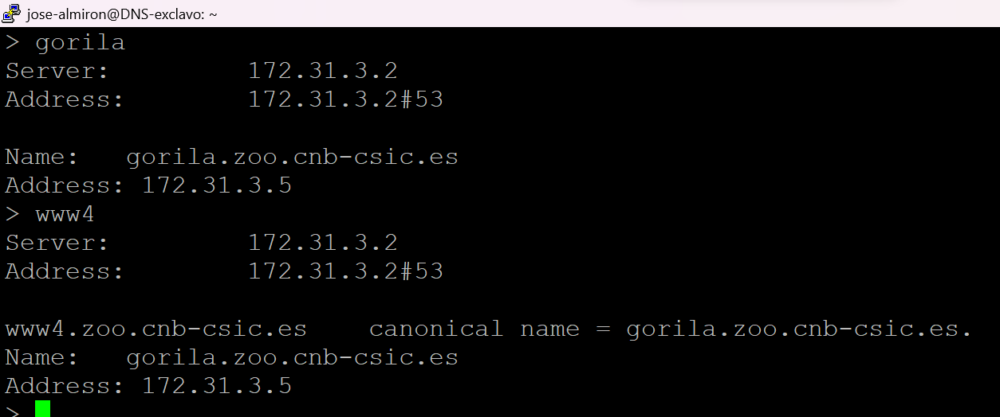 jose-almiron@DNS-exclavo: ~
> gorila
Server: 172.31.3.2
Address: 172.31.3.2#53
Name: gorila.zoo.cnb-csic.es
Address: 172.31.3.5
> www4
Server: 172.31.3.2
Address: 172.31.3.2#53
www4.zoo.cnb-csic.es canonical name = gorila.zoo.cnb-csic.es.
Name: gorila.zoo.cnb-csic.es
Address: 172.31.3.5
>